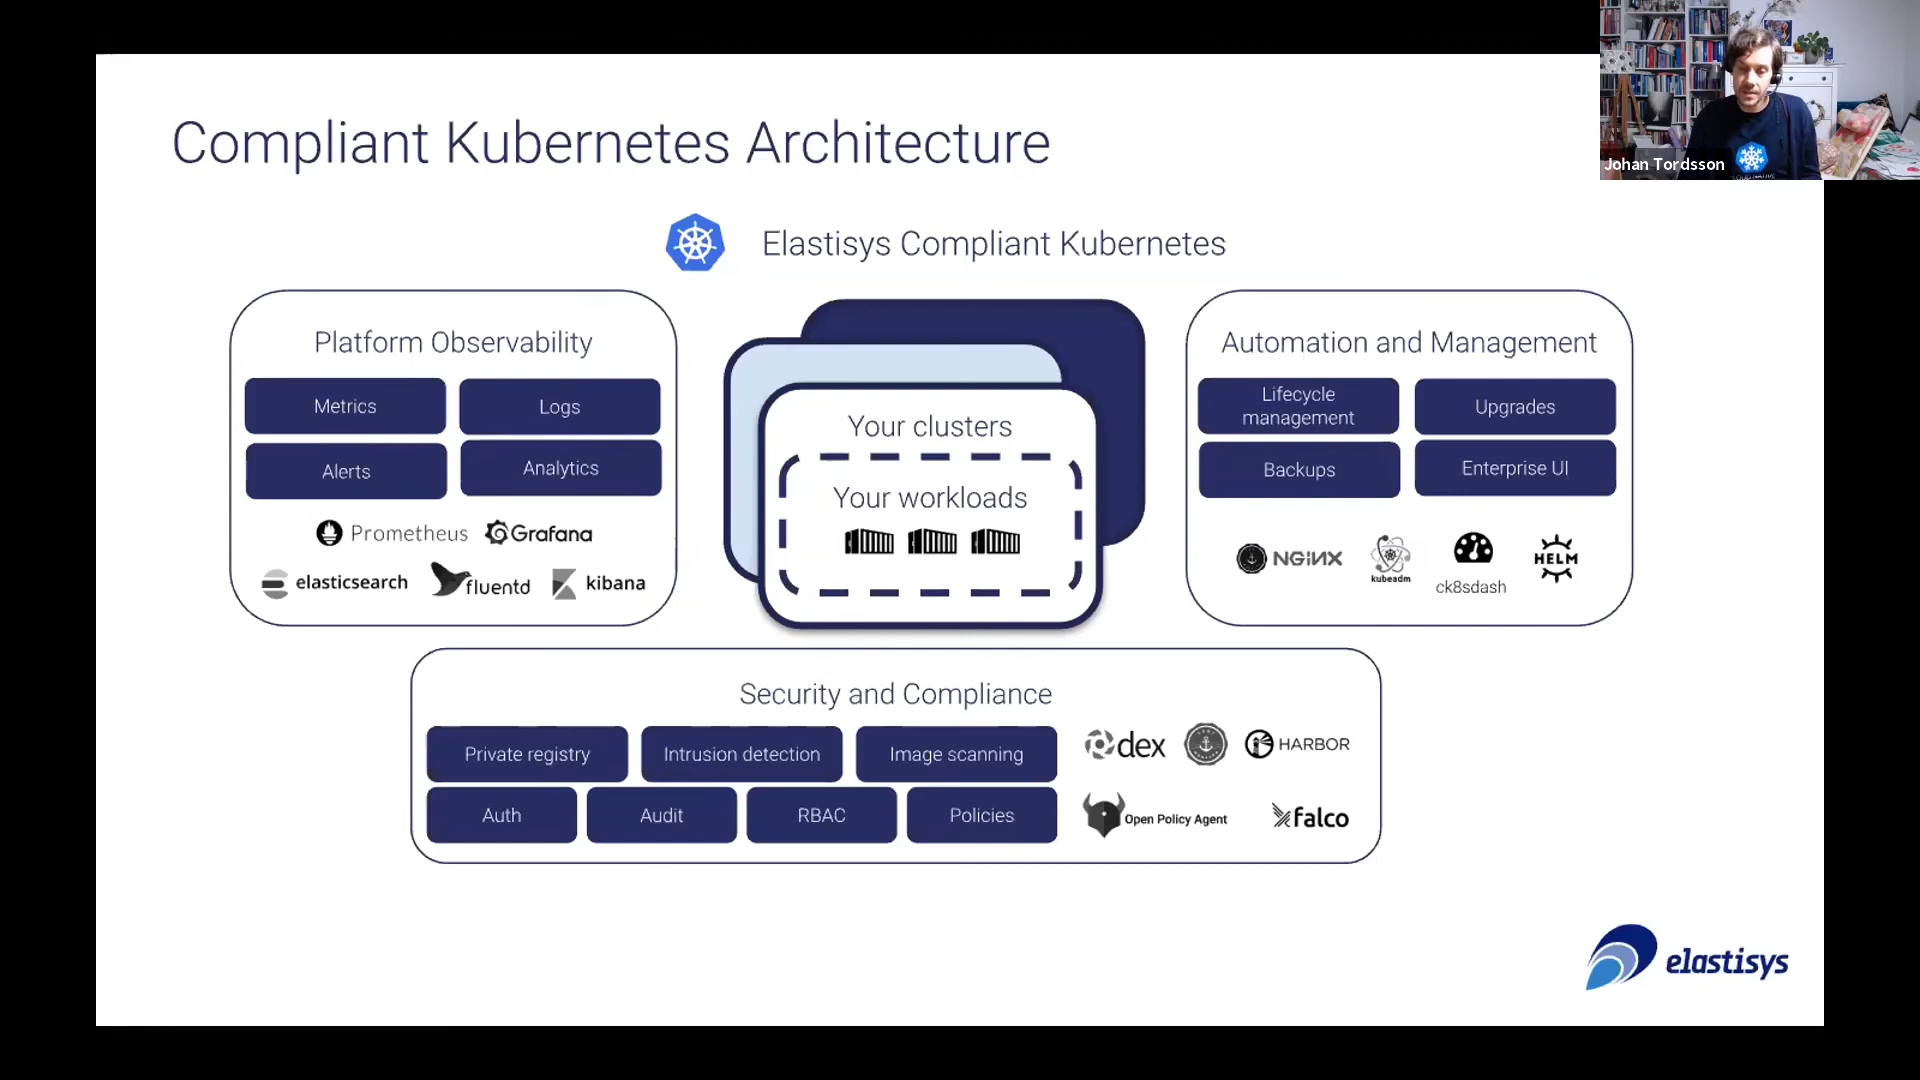 Compliant Kubernetes Architecture
Johan Tordsson
Elastisys Compliant Kubernetes
Platform Observability
Metrics
Logs
Alerts
Analytics
Prometheus
Grafana
elasticsearch
fluentd
kibana
Your clusters
Your workloads
Automation and Management
Lifecycle
management
Upgrades
Backups
Enterprise UI
NGINX
kubeadm
ck8sdash
HELM
Security and Compliance
Private registry
Intrusion detection
Image scanning
Auth
Audit
RBAC
Policies
dex
HARBOR
Open Policy Agent
falco
elastisys